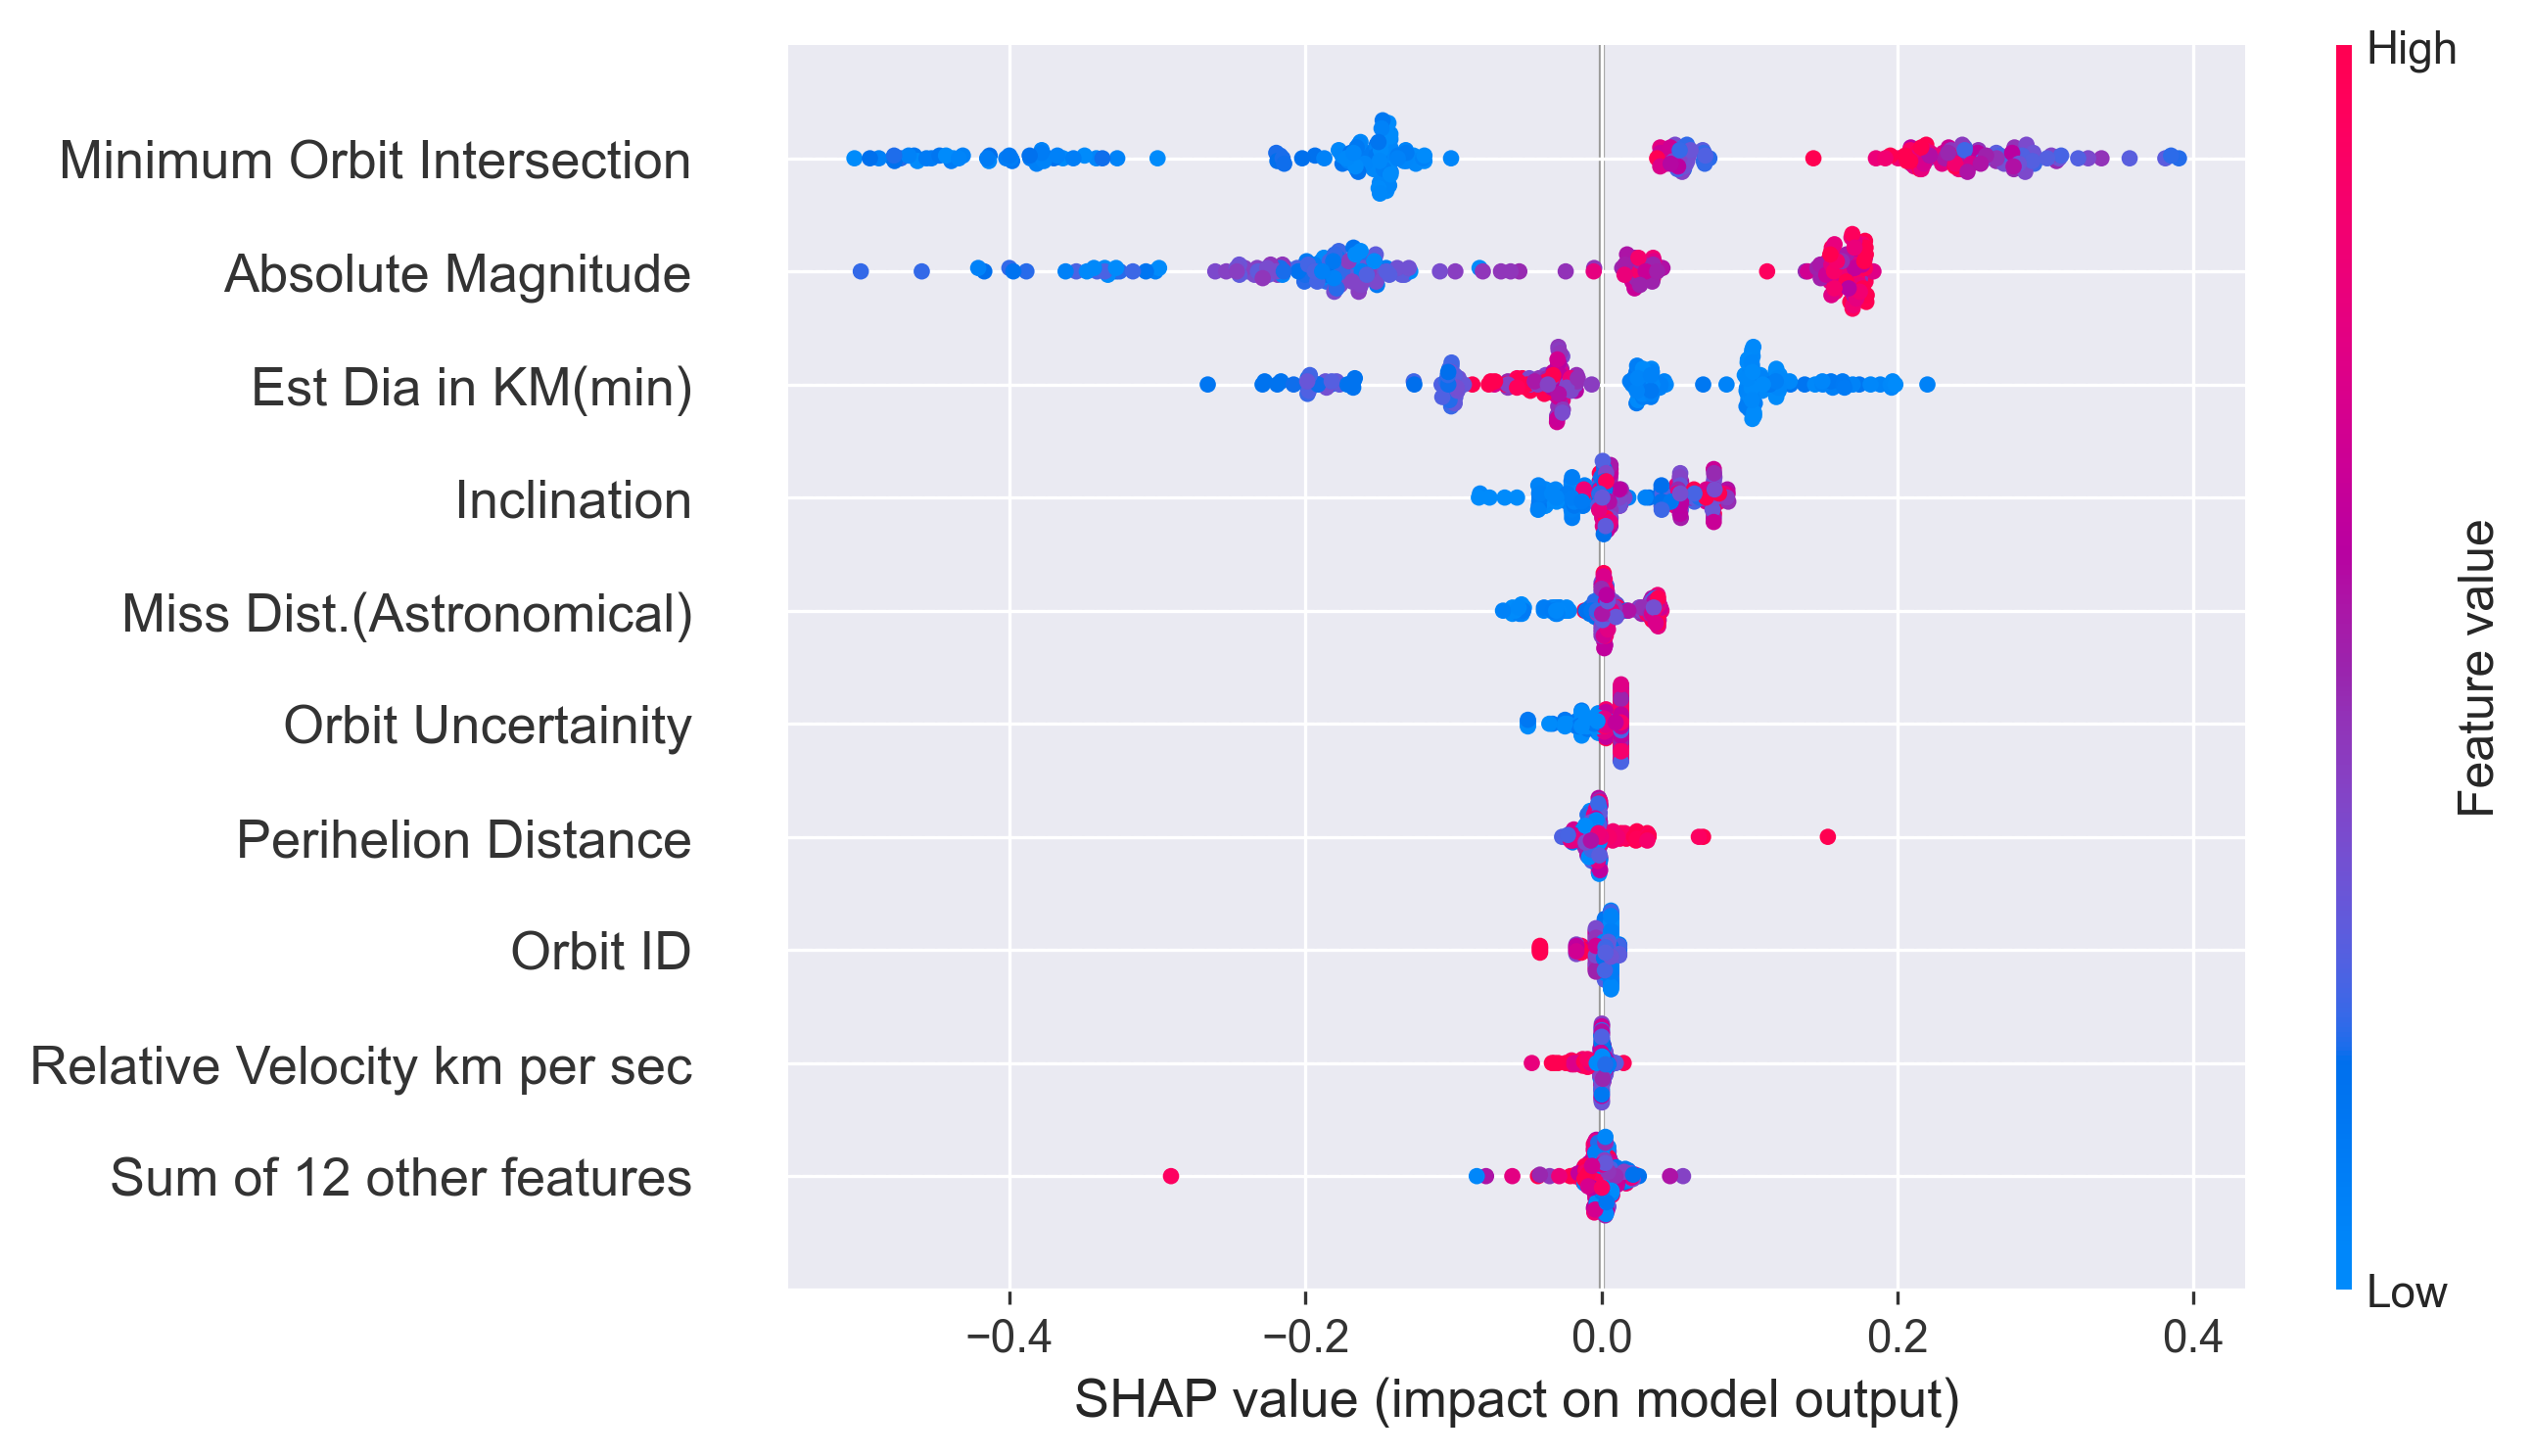 High
Minimum Orbit Intersection
Absolute Magnitude
Est Dia in KM(min)
Inclination
Miss Dist.(Astronomical)
Orbit Uncertainity
Perihelion Distance
Orbit ID
Relative Velocity km per sec
Sum of 12 other features
Feature value
Low
−0.4 −0.2 0.0 0.2 0.4
SHAP value (impact on model output)